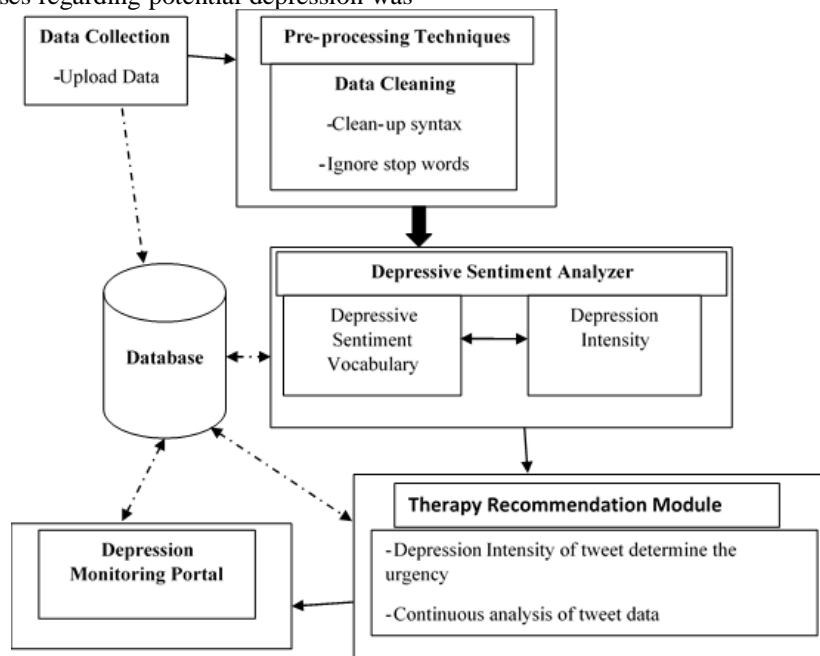 ses regarding potential depression was
Data Collection
-Upload Data
Pre-processing Techniques
Data Cleaning
-Clean-up syntax
-Ignore stop words
Depressive Sentiment Analyzer
Depressive
Sentiment
Vocabulary
Depression
Intensity
Database
Therapy Recommendation Module
-Depression Intensity of tweet determine the
urgency
-Continuous analysis of tweet data
Depression
Monitoring Portal